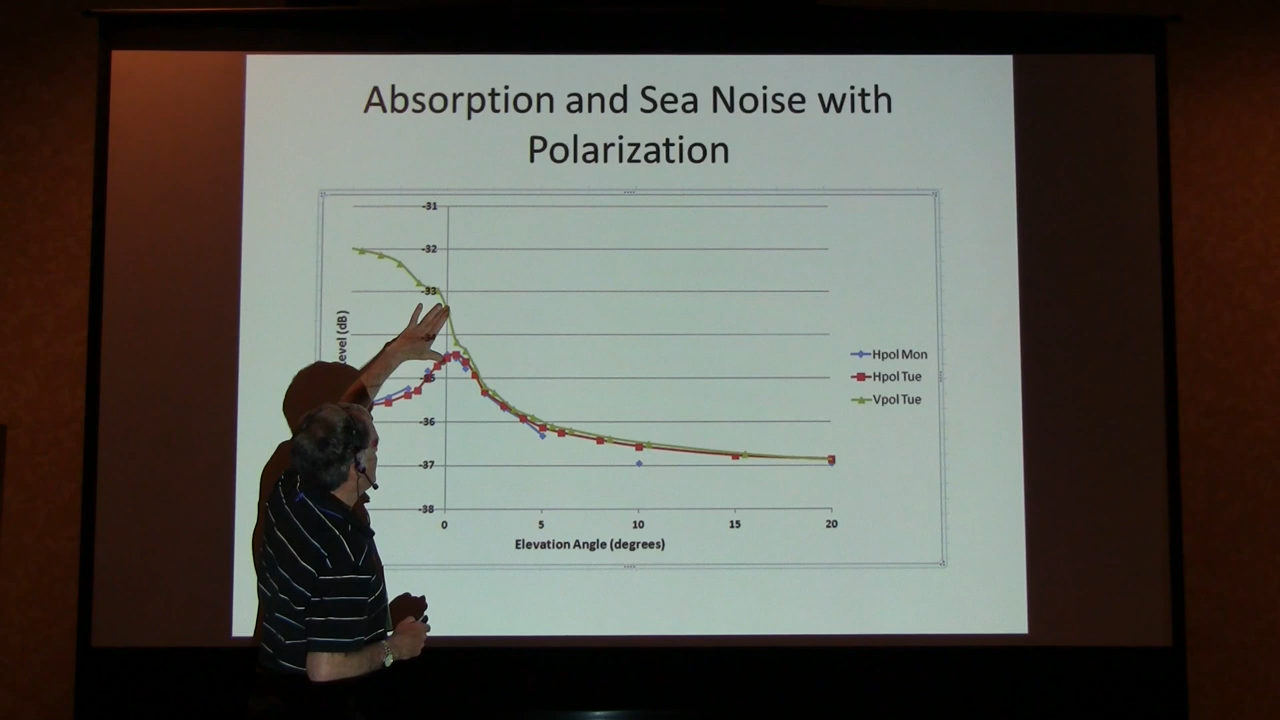 Absorption and Sea Noise with
Polarization
-31
-32
-33
-35
-36
-37
-38
(dB)
0 5 10 15 20
Elevation Angle (degrees)
Hpol Mon
Hpol Tue
Vpol Tue